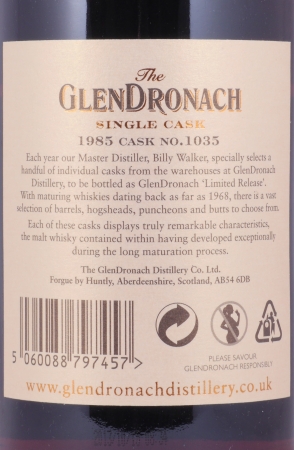 The
GLENDRONACH
SINGLE CASK
1985 CASK NO.1035
Each year our Master Distiller, Billy Walker, specially selects a
handful of individual casks from the warehouses at GlenDronach
Distillery, to be bottled as GlenDronach ‘Limited Release’.
With maturing whiskies dating back as far as 1968, there is a vast
selection of barrels, hogsheads, puncheons and butts to choose from.
Each of these casks displays truly remarkable characteristics,
the malt whisky contained within having developed exceptionally
during the long maturation process.
The GlenDronach Distillery Co. Ltd.
Forgue by Huntly, Aberdeenshire, Scotland, AB54 6DB
5 060088 797457 >
PLEASE SAVOUR
GLENDRONACH RESPONSIBLY
www.glendronachdistillery.co.uk